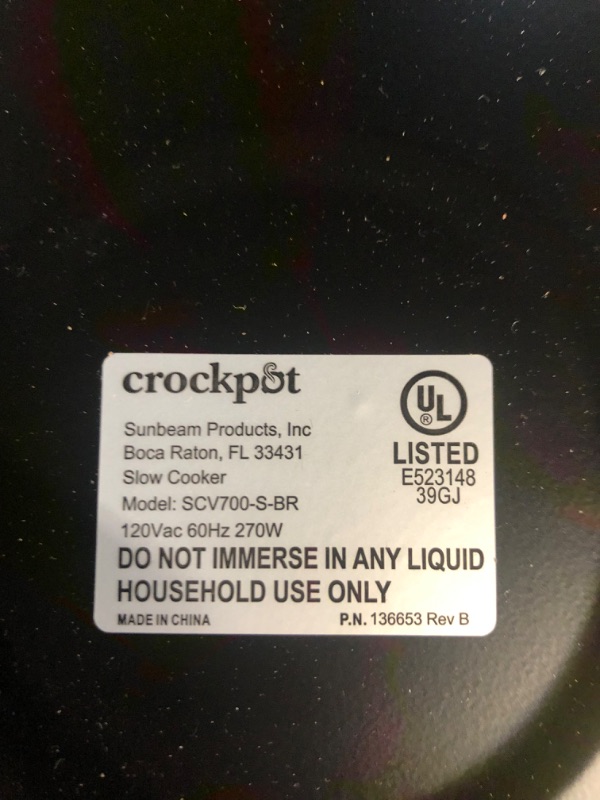 crockpot
Sunbeam Products, Inc
Boca Raton, FL 33431
Slow Cooker
Model: SCV700-S-BR
120Vac 60Hz 270W
UL
®
LISTED
E523148
39GJ
DO NOT IMMERSE IN ANY LIQUID
HOUSEHOLD USE ONLY
MADE IN CHINA
P.N. 136653 Rev B